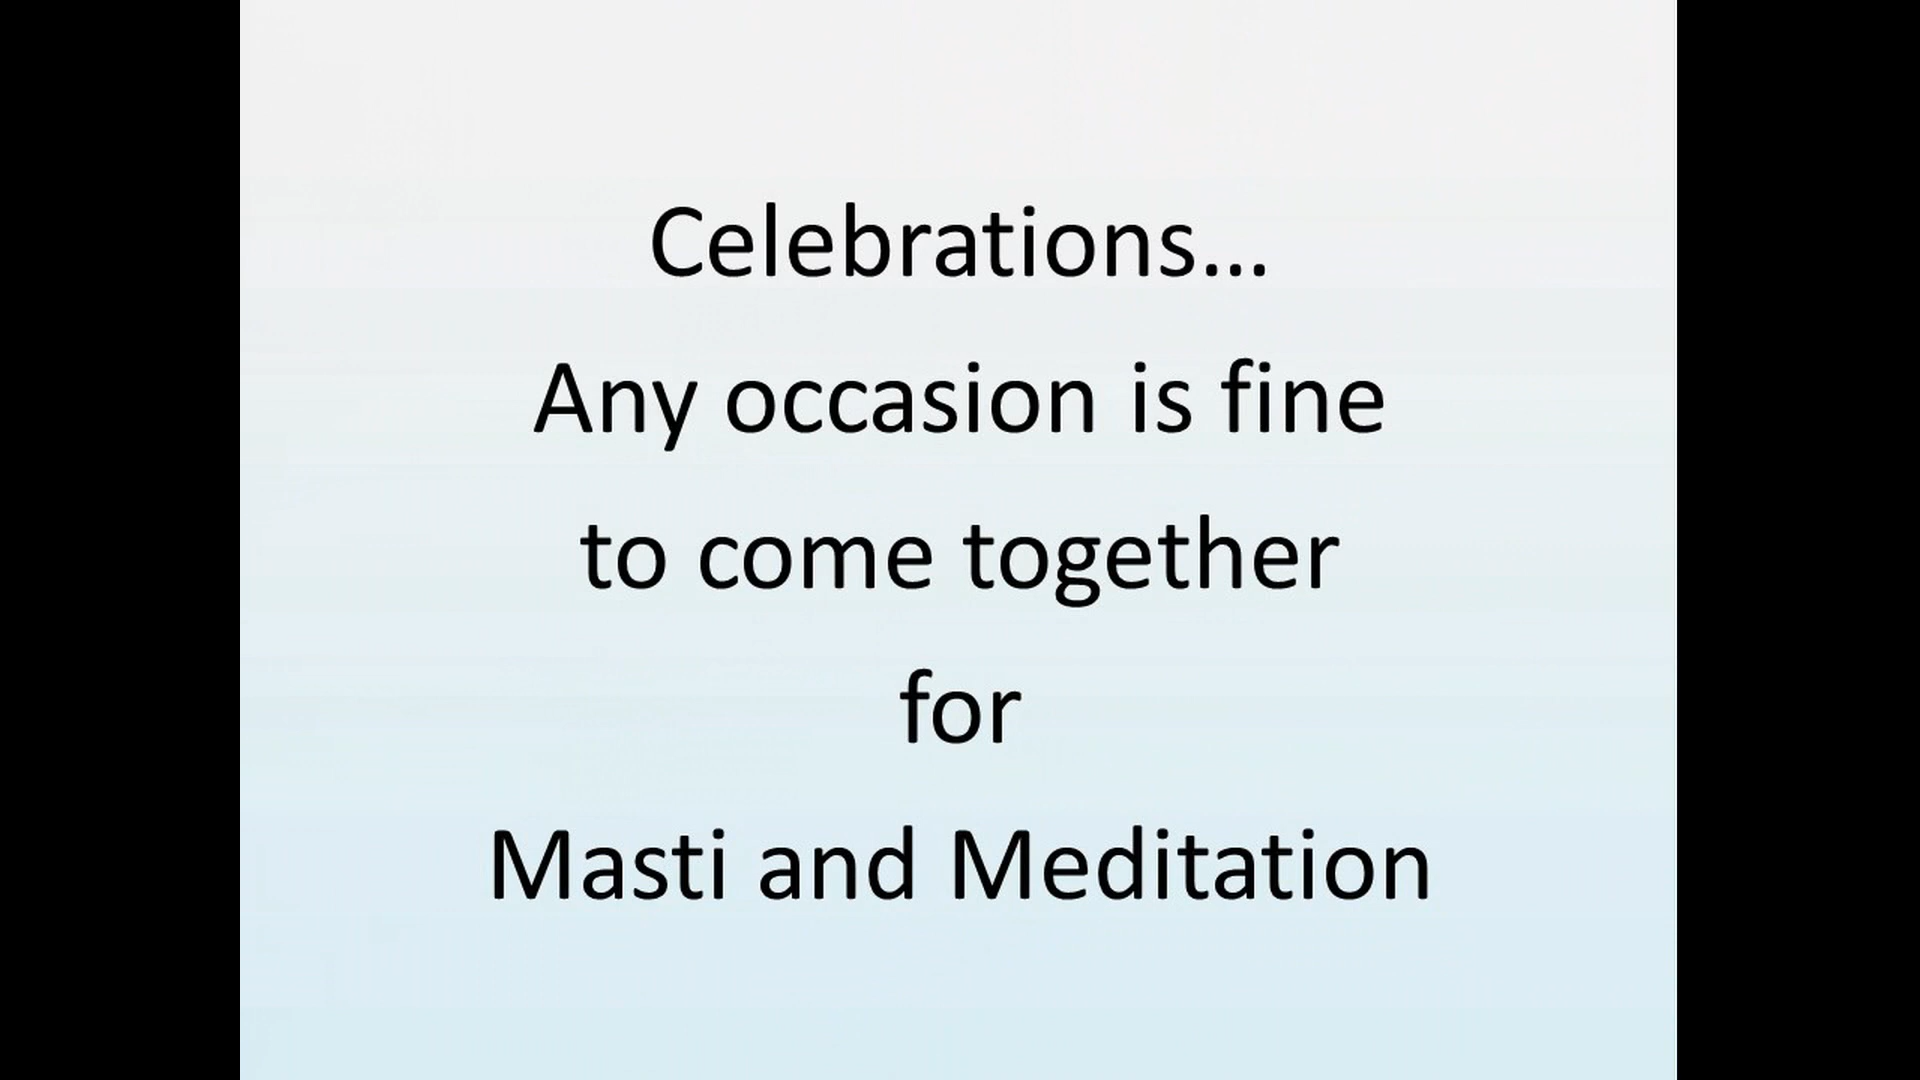 Celebrations...
Any occasion is fine
to come together
for
Masti and Meditation